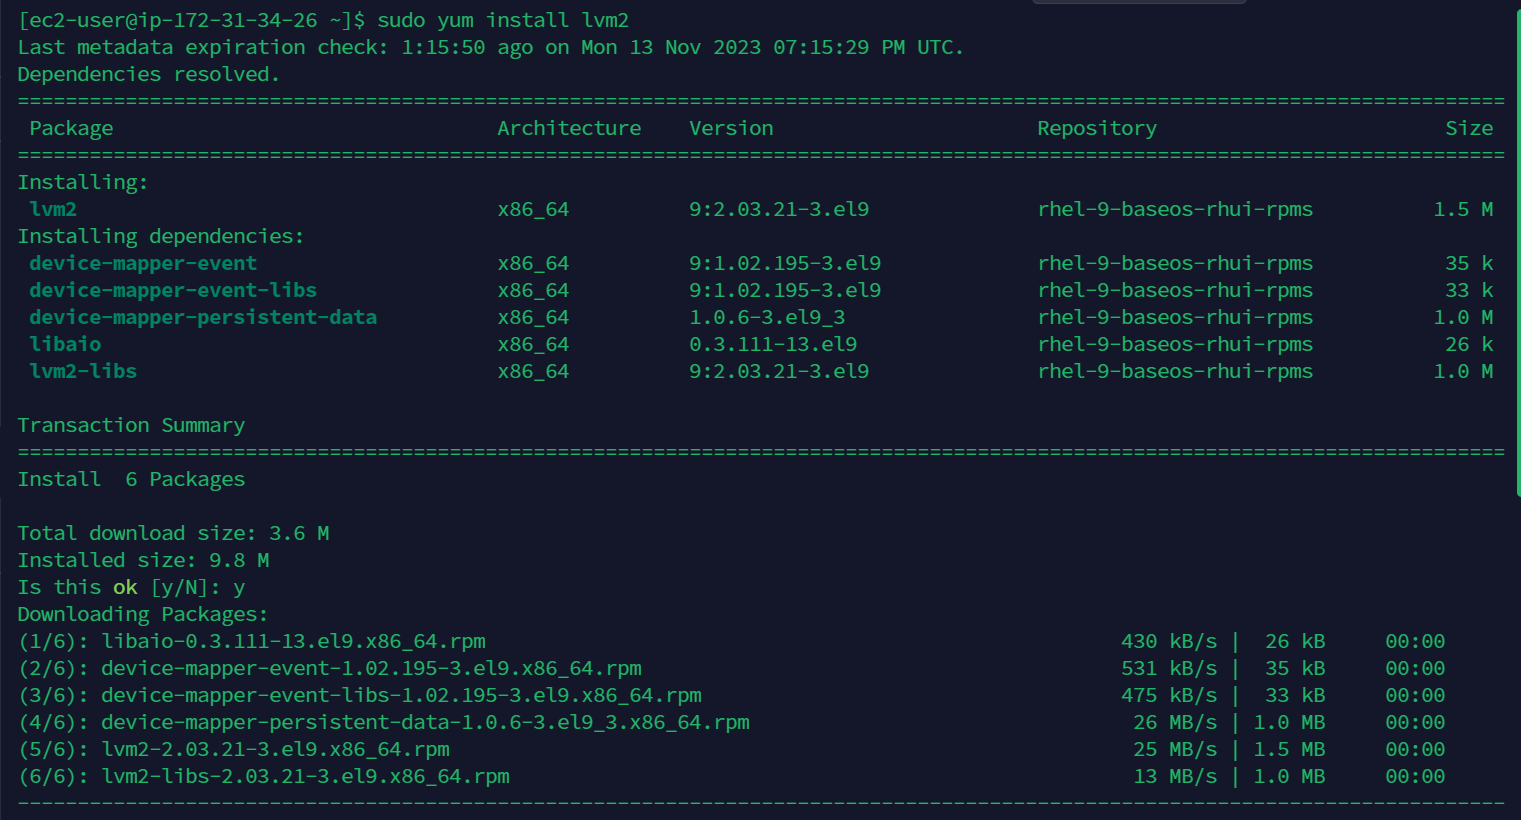 [ec2-user@ip-172-31-34-26 ~]$ sudo yum install lvm2
Last metadata expiration check: 1:15:50 ago on Mon 13 Nov 2023 07:15:29 PM UTC.
Dependencies resolved.
============================================================================================================================
 Package                                Architecture    Version                      Repository                        Size
============================================================================================================================
Installing:
 lvm2                                   x86_64          9:2.03.21-3.el9              rhel-9-baseos-rhui-rpms          1.5 M
Installing dependencies:
 device-mapper-event                    x86_64          9:1.02.195-3.el9             rhel-9-baseos-rhui-rpms           35 k
 device-mapper-event-libs               x86_64          9:1.02.195-3.el9             rhel-9-baseos-rhui-rpms           33 k
 device-mapper-persistent-data          x86_64          1.0.6-3.el9_3                rhel-9-baseos-rhui-rpms          1.0 M
 libaio                                 x86_64          0.3.111-13.el9               rhel-9-baseos-rhui-rpms           26 k
 lvm2-libs                              x86_64          9:2.03.21-3.el9              rhel-9-baseos-rhui-rpms          1.0 M

Transaction Summary
============================================================================================================================
Install  6 Packages

Total download size: 3.6 M
Installed size: 9.8 M
Is this ok [y/N]: y
Downloading Packages:
(1/6): libaio-0.3.111-13.el9.x86_64.rpm                                                     430 kB/s |  26 kB     00:00
(2/6): device-mapper-event-1.02.195-3.el9.x86_64.rpm                                        531 kB/s |  35 kB     00:00
(3/6): device-mapper-event-libs-1.02.195-3.el9.x86_64.rpm                                   475 kB/s |  33 kB     00:00
(4/6): device-mapper-persistent-data-1.0.6-3.el9_3.x86_64.rpm                                26 MB/s | 1.0 MB     00:00
(5/6): lvm2-2.03.21-3.el9.x86_64.rpm                                                         25 MB/s | 1.5 MB     00:00
(6/6): lvm2-libs-2.03.21-3.el9.x86_64.rpm                                                    13 MB/s | 1.0 MB     00:00
----------------------------------------------------------------------------------------------------------------------------